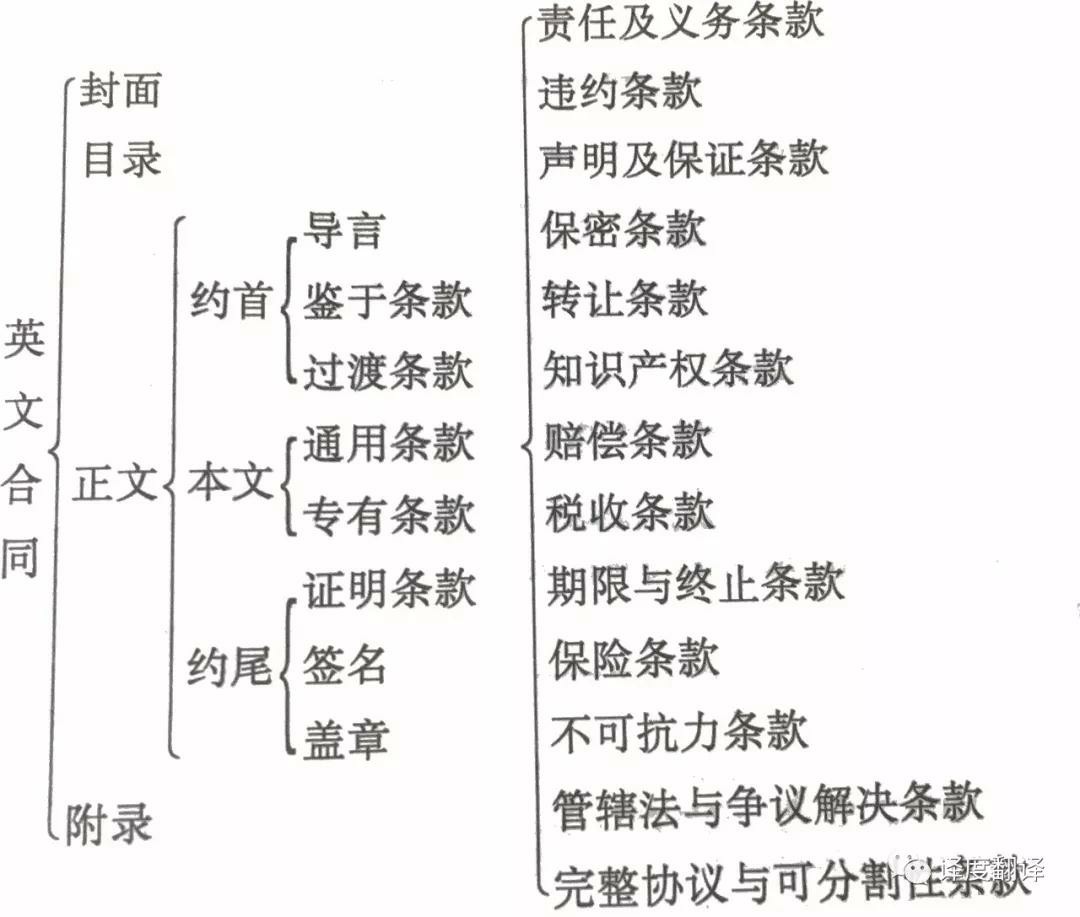 英文合同
封面
目录
正文
约首
导言
鉴于条款
过渡条款
本文
通用条款
专有条款
约尾
证明条款
签名
盖章
附录
责任及义务条款
违约条款
声明及保证条款
保密条款
转让条款
知识产权条款
赔偿条款
税收条款
期限与终止条款
保险条款
不可抗力条款
管辖法与争议解决条款
完整协议与可分割性条款
译度翻译